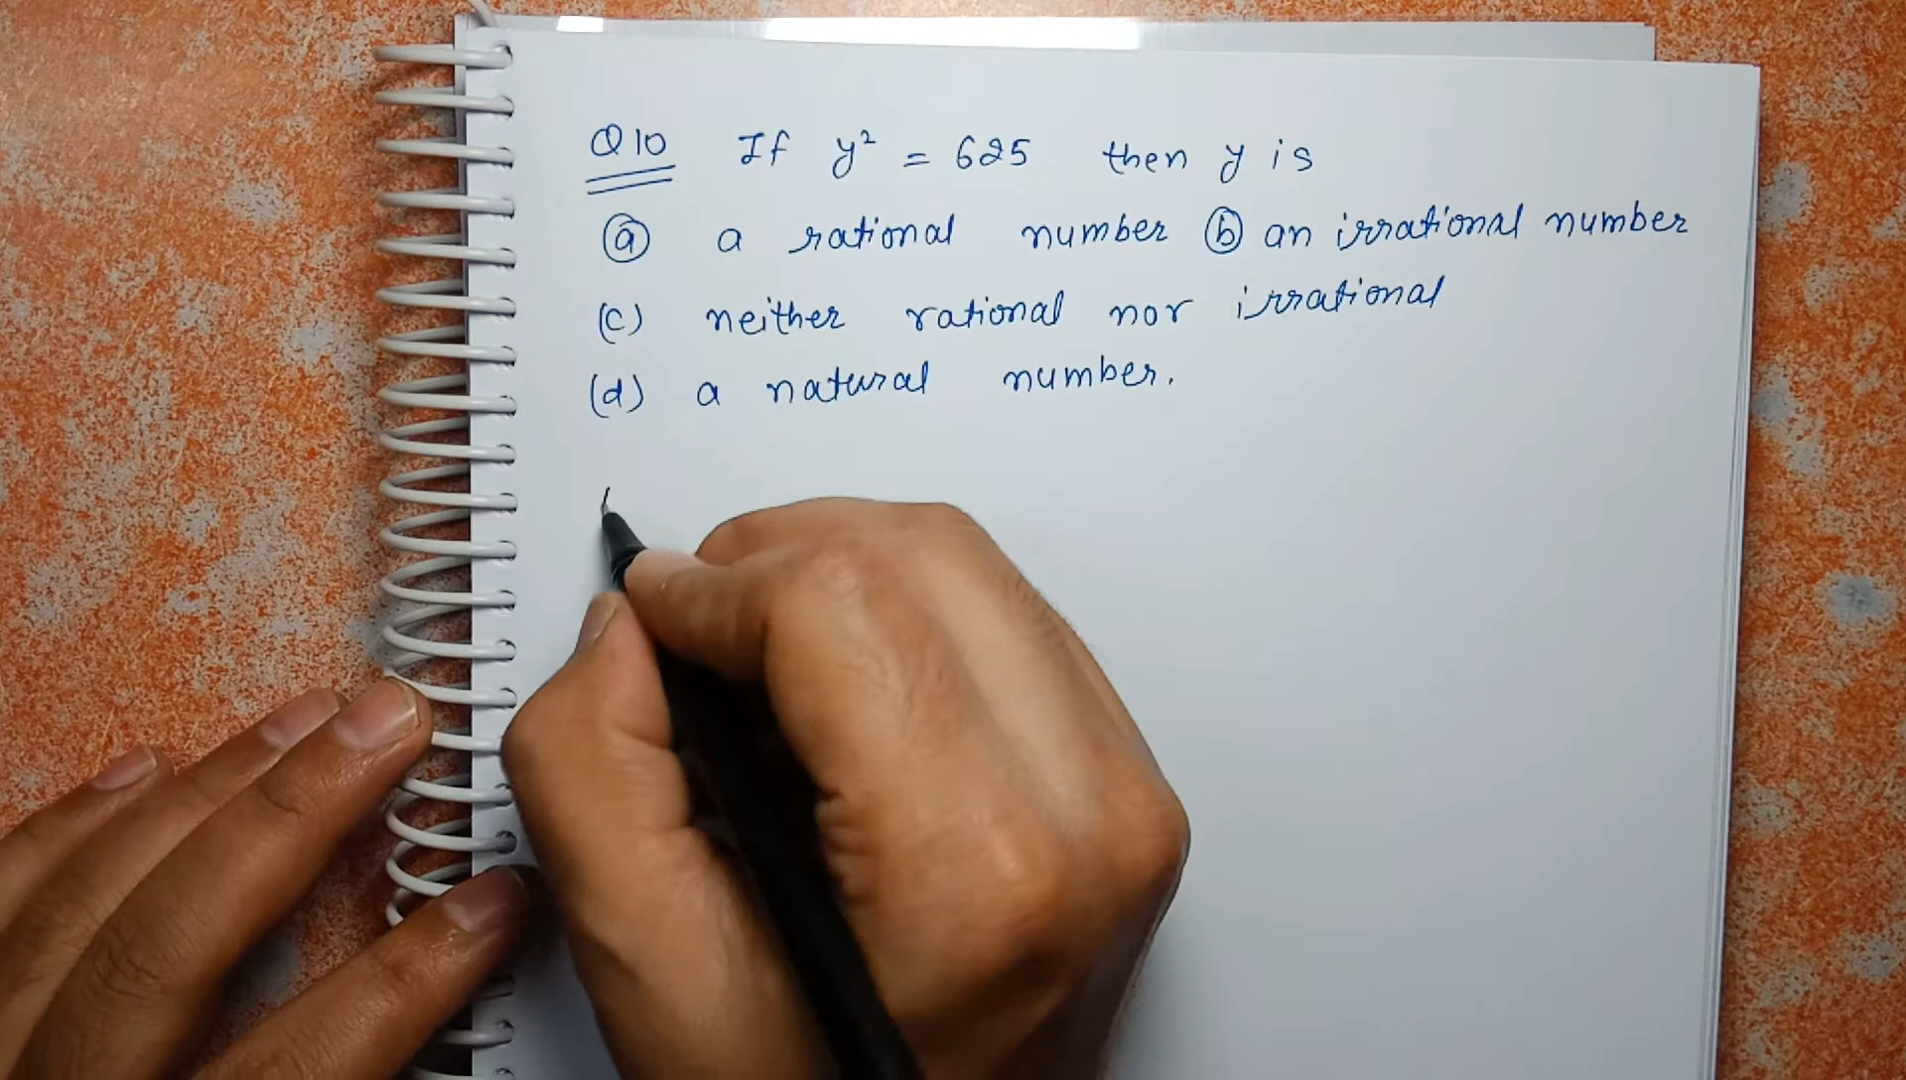 Q10 If y² = 625 then y is
(a) a rational number (b) an irrational number
(c) neither rational nor irrational
(d) a natural number.